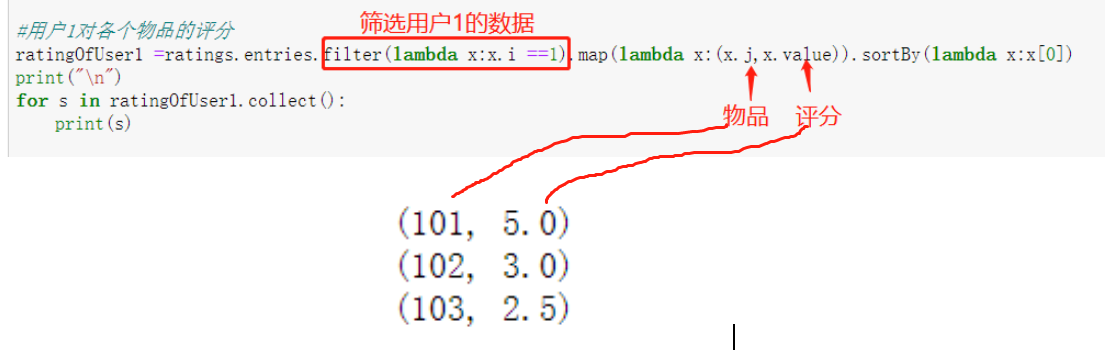 筛选用户1的数据
#用户1对各个物品的评分
ratingOfUser1 =ratings.entries.filter(lambda x:x.i ==1).map(lambda x:(x.j,x.value)).sortBy(lambda x:x[0])
print("\n")
for s in ratingOfUser1.collect():
    print(s)
物品 评分
(101, 5.0)
(102, 3.0)
(103, 2.5)